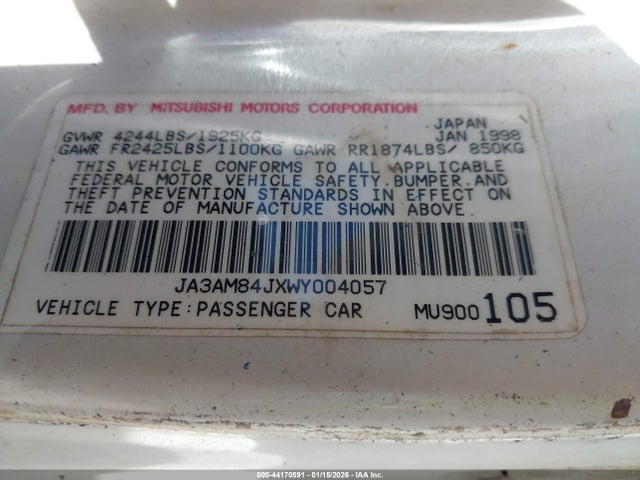 MFD. BY MITSUBISHI MOTORS CORPORATION
JAPAN
GVWR 4244LBS/1925KG JAN 1998
GAWR FR2425LBS/1100KG GAWR RR1874LBS/ 850KG
THIS VEHICLE CONFORMS TO ALL APPLICABLE
FEDERAL MOTOR VEHICLE SAFETY,BUMPER,AND
THEFT PREVENTION STANDARDS IN EFFECT ON
THE DATE OF MANUFACTURE SHOWN ABOVE.
JA3AM84JXWY004057
VEHICLE TYPE:PASSENGER CAR MU900105
000-44170591 - 01/15/2026 - IAA Inc.